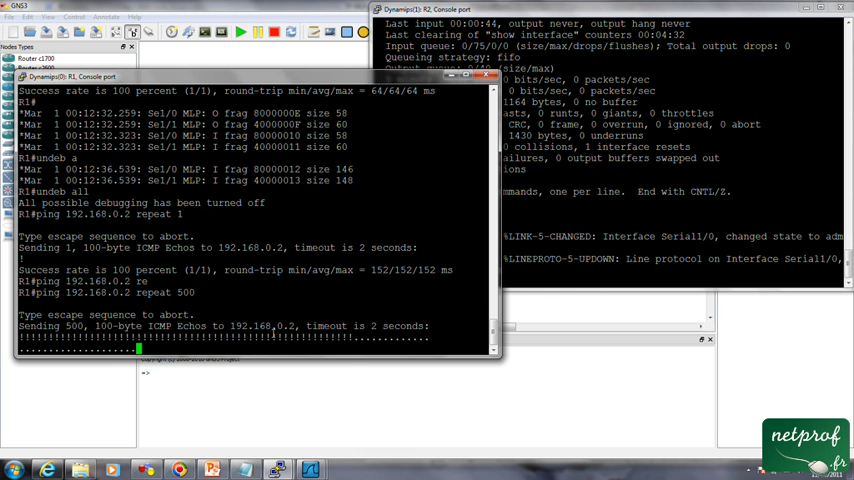 GNS3
File Edit View Control Device Annotate Help
Nodes Types
Router c1700
Router c2600
Dynamips(0): R1, Console port
Success rate is 100 percent (1/1), round-trip min/avg/max = 64/64/64 ms
R1#
*Mar  1 00:12:32.259: Se1/0 MLP: O frag 8000000E size 58
*Mar  1 00:12:32.259: Se1/0 MLP: O frag 4000000F size 60
*Mar  1 00:12:32.323: Se1/0 MLP: I frag 80000010 size 58
*Mar  1 00:12:32.323: Se1/0 MLP: I frag 40000011 size 60
R1#undeb a
*Mar  1 00:12:36.539: Se1/0 MLP: I frag 80000012 size 146
*Mar  1 00:12:36.539: Se1/0 MLP: I frag 40000013 size 148
R1#undeb all
All possible debugging has been turned off
R1#ping 192.168.0.2 repeat 1
Type escape sequence to abort.
Sending 1, 100-byte ICMP Echos to 192.168.0.2, timeout is 2 seconds:
!
Success rate is 100 percent (1/1), round-trip min/avg/max = 152/152/152 ms
R1#ping 192.168.0.2 re
R1#ping 192.168.0.2 repeat 500
Type escape sequence to abort.
Sending 500, 100-byte ICMP Echos to 192.168.0.2, timeout is 2 seconds:
Dynamips(1): R2, Console port
Last input 00:00:44, output never, output hang never
Last clearing of "show interface" counters 00:04:32
Input queue: 0/75/0/0 (size/max/drops/flushes); Total output drops: 0
Queueing strategy: fifo
(size/max)
0 bits/sec, 0 packets/sec
0 bits/sec, 0 packets/sec
1164 bytes, 0 no buffer
asts, 0 runts, 0 giants, 0 throttles
CRC, 0 frame, 0 overrun, 0 ignored, 0 abort
1430 bytes, 0 underruns
0 collisions, 1 interface resets
failures, 0 output buffers swapped out
sitions
ommands, one per line.  End with CNTL/Z.
%LINK-5-CHANGED: Interface Serial1/0, changed state to adm
%LINEPROTO-5-UPDOWN: Line protocol on Interface Serial1/0,
=>
netprof
.fr